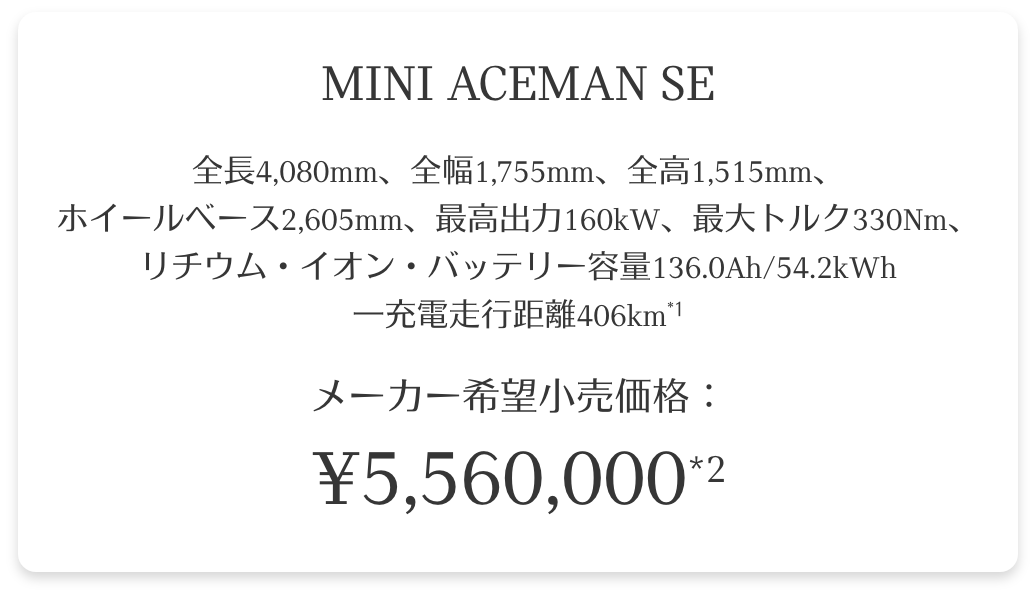 MINI ACEMAN SE
全長4,080mm、全幅1,755mm、全高1,515mm、
ホイールベース2,605mm、最高出力160kW、最大トルク330Nm、
リチウム・イオン・バッテリー容量136.0Ah/54.2kWh
一充電走行距離406km*1
メーカー希望小売価格：
¥5,560,000*2